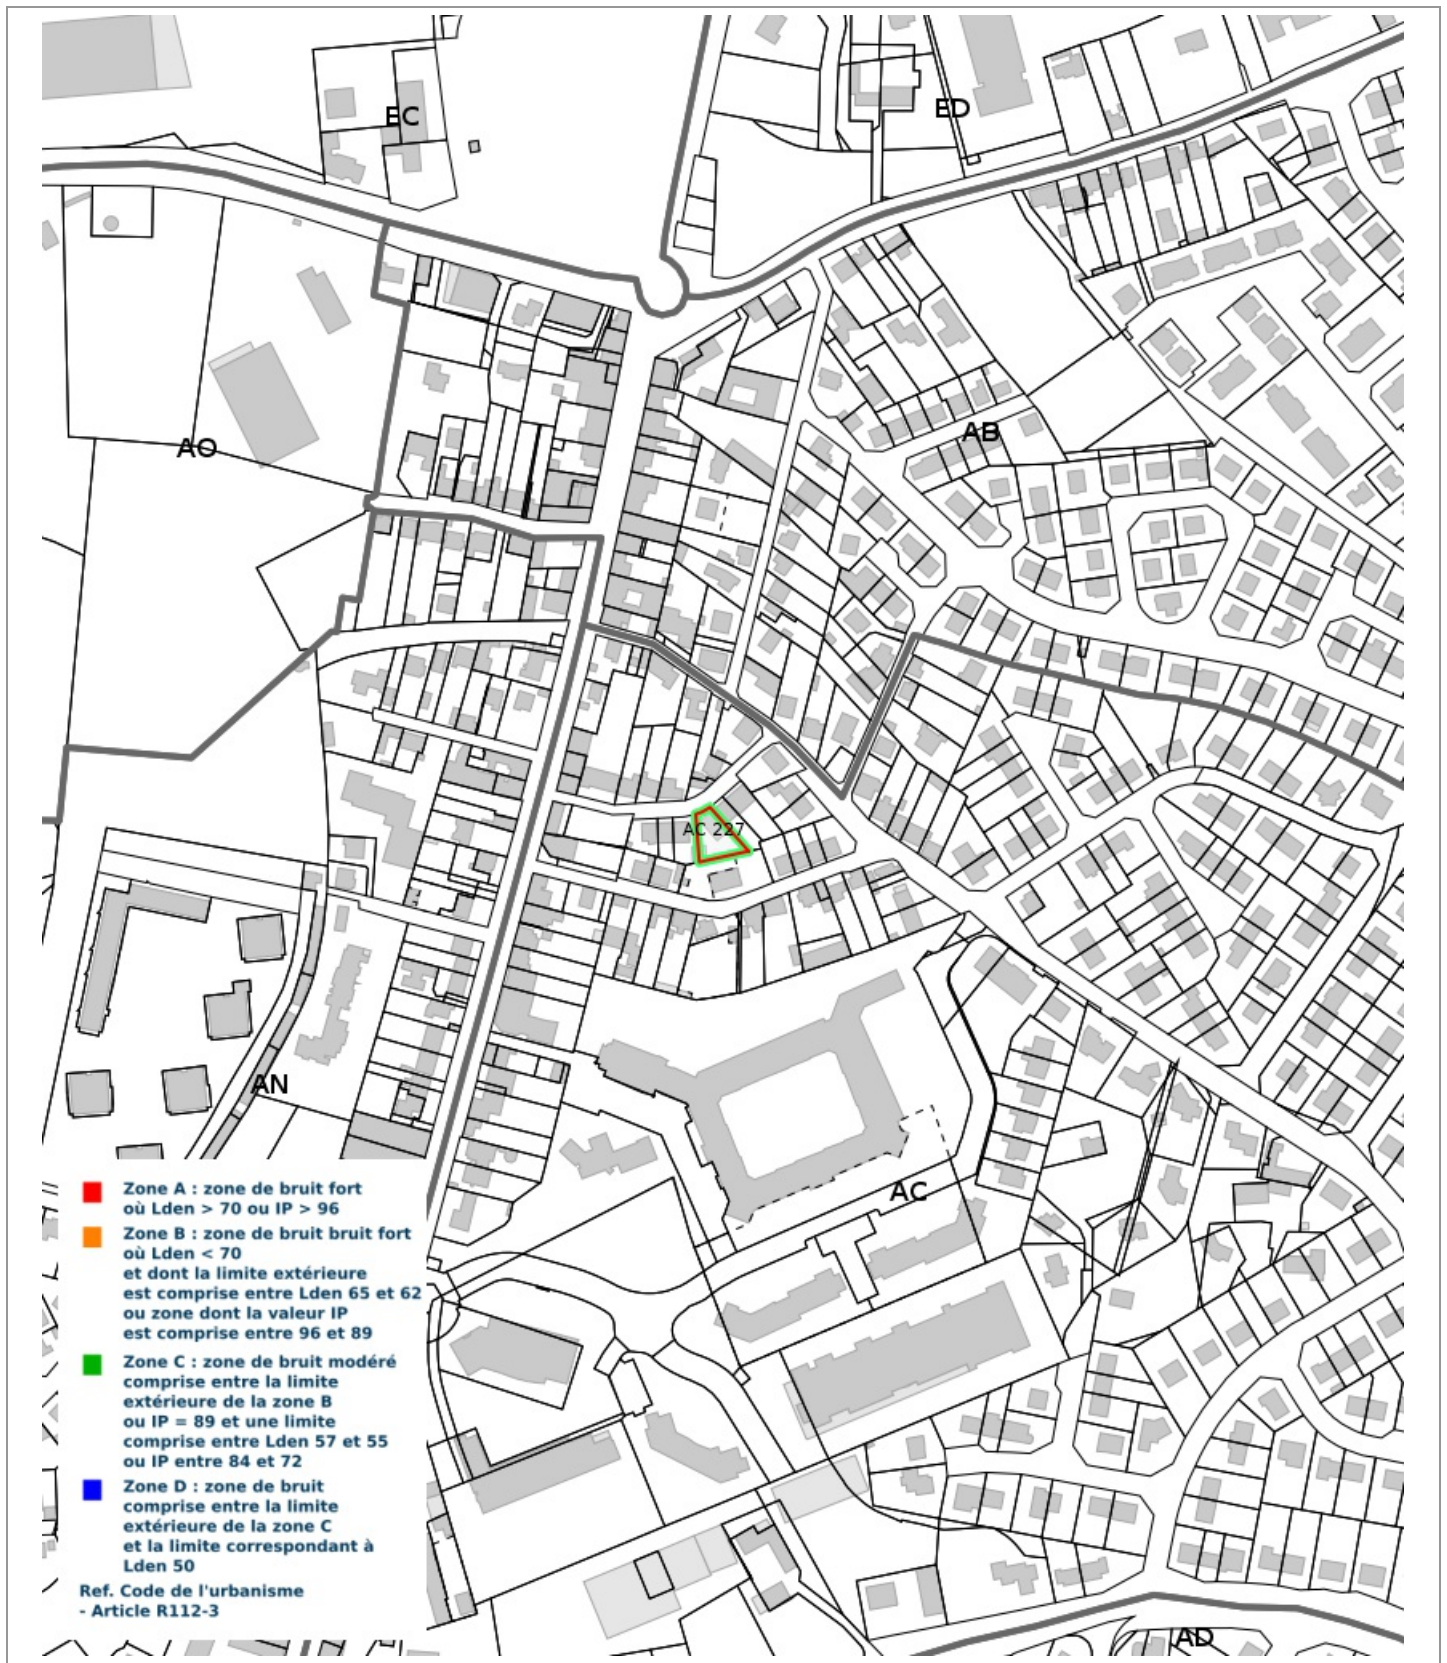 EC
ED
AO
AB
AC 227
AN
AC
Zone A : zone de bruit fort
où Lden > 70 ou IP > 96
Zone B : zone de bruit bruit fort
où Lden < 70
et dont la limite extérieure
est comprise entre Lden 65 et 62
ou zone dont la valeur IP
est comprise entre 96 et 89
Zone C : zone de bruit modéré
comprise entre la limite
extérieure de la zone B
ou IP = 89 et une limite
comprise entre Lden 57 et 55
ou IP entre 84 et 72
Zone D : zone de bruit
comprise entre la limite
extérieure de la zone C
et la limite correspondant à
Lden 50
Ref. Code de l'urbanisme
- Article R112-3
AD